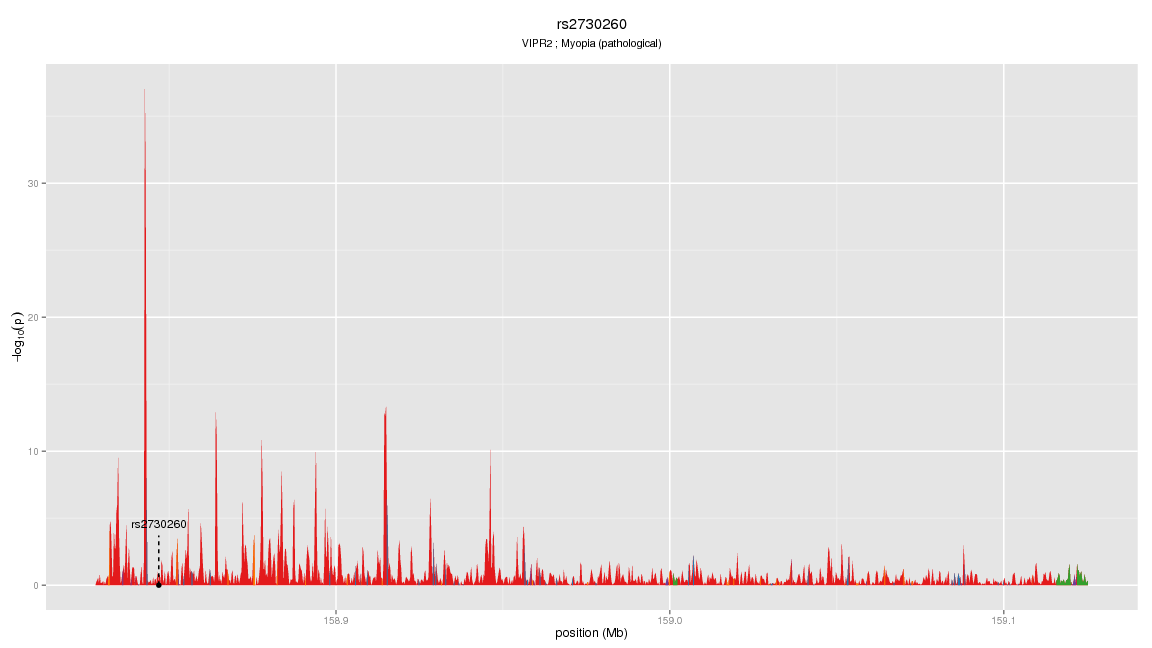 rs2730260
VIPR2 ; Myopia (pathological)
−log10(p)
30
20
10
0
rs2730260
158.9
159.0
159.1
position (Mb)